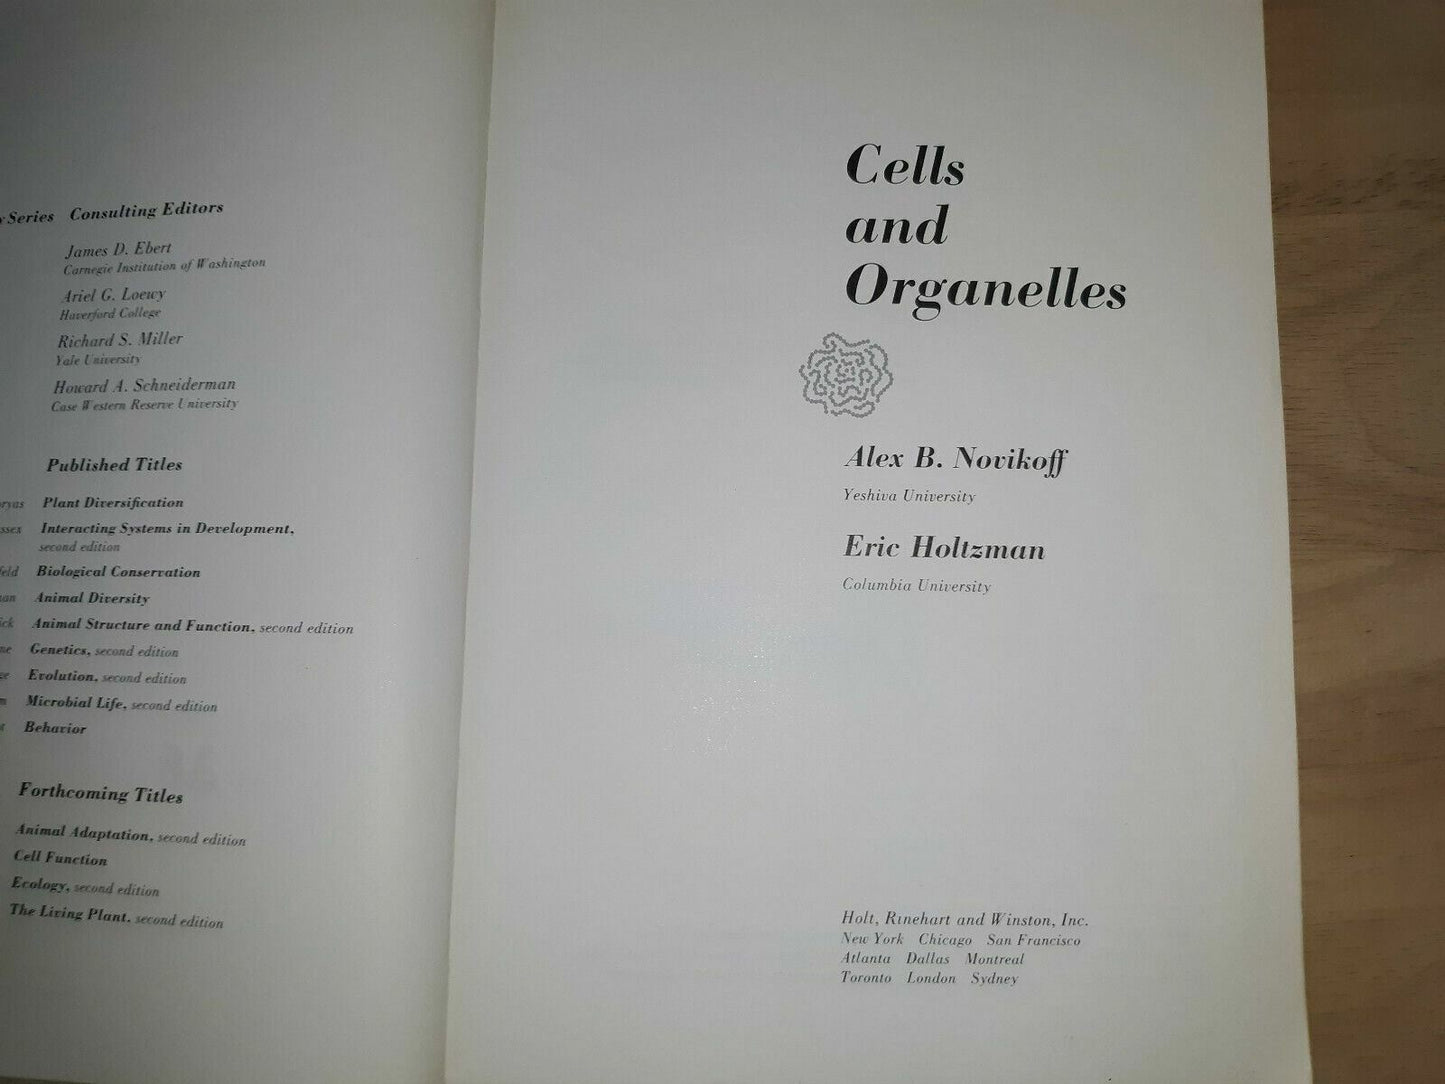 Series Consulting Editors
James D. Ebert
Carnegie Institution of Washington
Ariel G. Loewy
Haverford College
Richard S. Miller
Yale University
Howard A. Schneiderman
Case Western Reserve University
Published Titles
Plant Diversification
Interacting Systems in Development,
second edition
Biological Conservation
Animal Diversity
Animal Structure and Function, second edition
Genetics, second edition
Evolution, second edition
Microbial Life, second edition
Behavior
Forthcoming Titles
Animal Adaptation, second edition
Cell Function
Ecology, second edition
The Living Plant, second edition
Cells
and
Organelles
Alex B. Novikoff
Yeshiva University
Eric Holtzman
Columbia University
Holt, Rinehart and Winston, Inc.
New York Chicago San Francisco
Atlanta Dallas Montreal
Toronto London Sydney